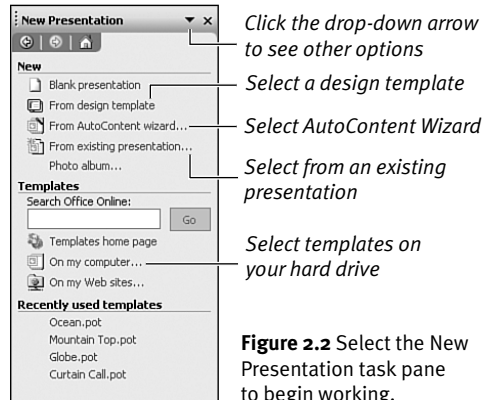 New Presentation
Click the drop-down arrow
to see other options
New
Blank presentation
From design template
Select a design template
From AutoContent wizard...
Select AutoContent Wizard
From existing presentation...
Select from an existing
presentation
Photo album...
Templates
Search Office Online:
Go
Templates home page
On my computer...
Select templates on
your hard drive
On my Web sites...
Recently used templates
Ocean.pot
Mountain Top.pot
Globe.pot
Curtain Call.pot
Figure 2.2 Select the New
Presentation task pane
to begin working.